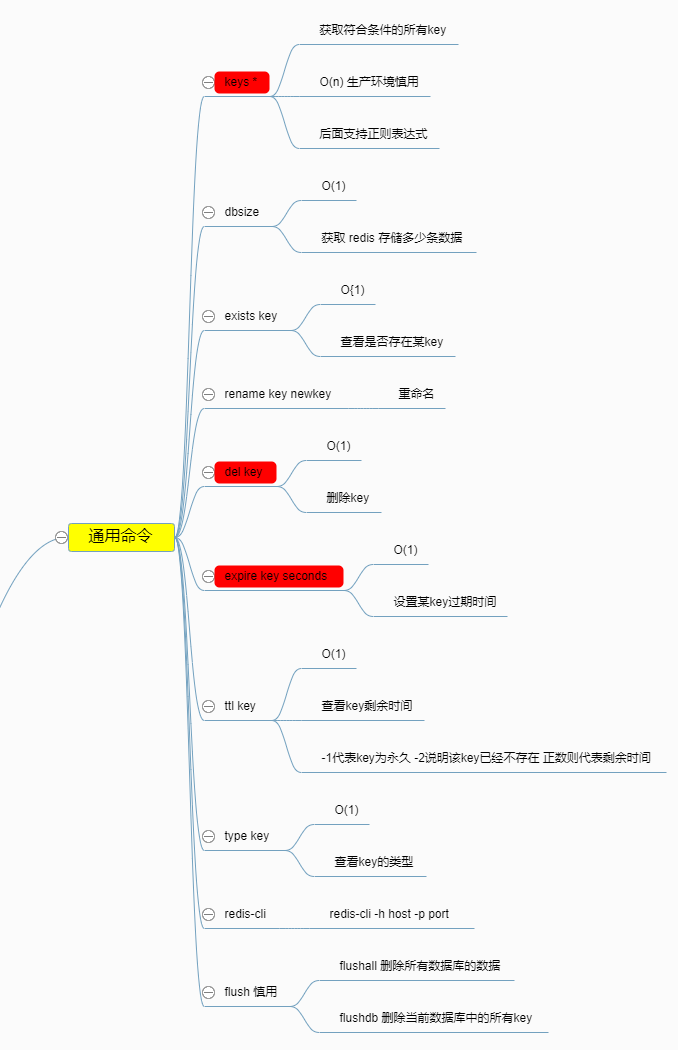 通用命令
keys *
获取符合条件的所有key
O(n) 生产环境慎用
后面支持正则表达式
dbsize
O(1)
获取 redis 存储多少条数据
exists key
O{1)
查看是否存在某key
rename key newkey
重命名
del key
O(1)
删除key
expire key seconds
O(1)
设置某key过期时间
ttl key
O(1)
查看key剩余时间
-1代表key为永久 -2说明该key已经不存在 正数则代表剩余时间
type key
O(1)
查看key的类型
redis-cli
redis-cli -h host -p port
flush 慎用
flushall 删除所有数据库的数据
flushdb 删除当前数据库中的所有key